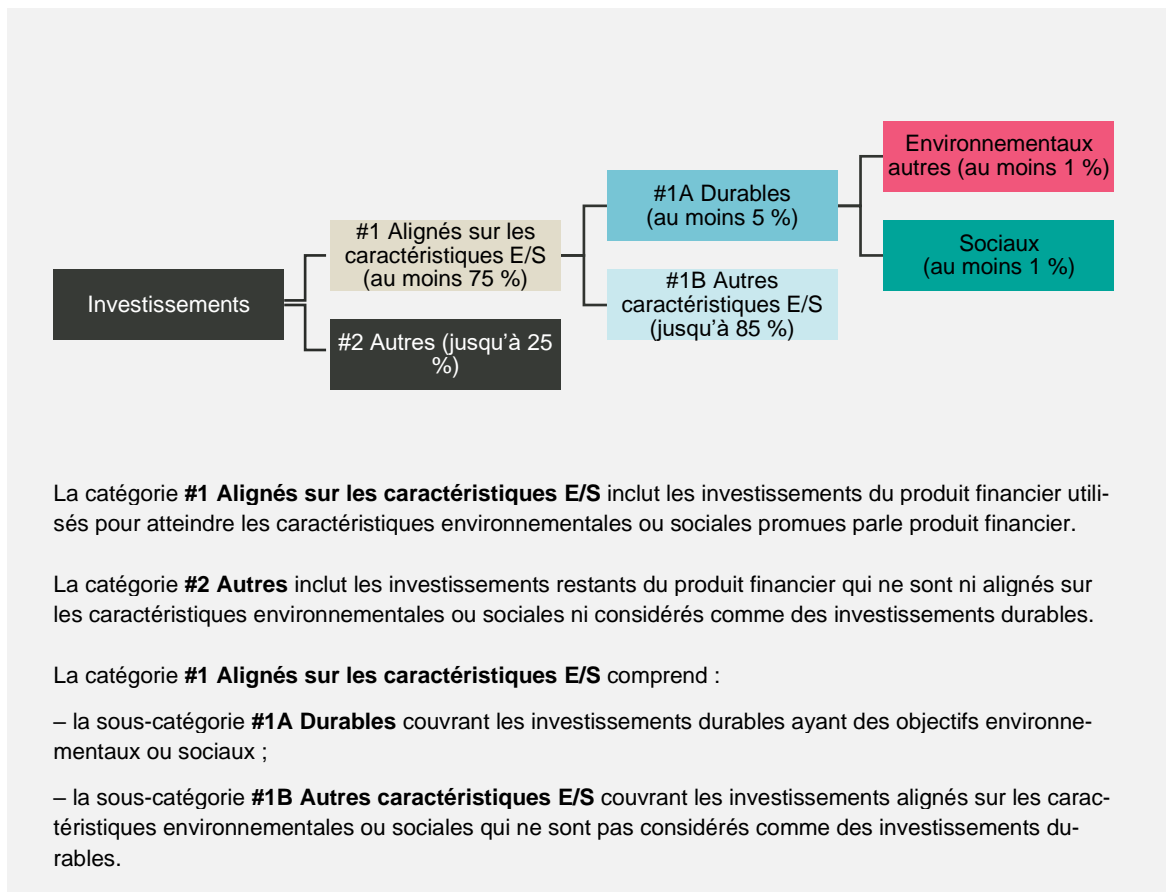 Environnementaux
autres (au moins 1 %)
#1A Durables
(au moins 5 %)
#1 Alignés sur les
caractéristiques E/S
(au moins 75 %)
Sociaux
(au moins 1 %)
#1B Autres
caractéristiques E/S
(jusqu'à 85 %)
Investissements
#2 Autres (jusqu'à 25
%)
La catégorie #1 Alignés sur les caractéristiques E/S inclut les investissements du produit financier utili-
sés pour atteindre les caractéristiques environnementales ou sociales promues parle produit financier.
La catégorie #2 Autres inclut les investissements restants du produit financier qui ne sont ni alignés sur
les caractéristiques environnementales ou sociales ni considérés comme des investissements durables.
La catégorie #1 Alignés sur les caractéristiques E/S comprend :
– la sous-catégorie #1A Durables couvrant les investissements durables ayant des objectifs environne-
mentaux ou sociaux ;
– la sous-catégorie #1B Autres caractéristiques E/S couvrant les investissements alignés sur les carac-
téristiques environnementales ou sociales qui ne sont pas considérés comme des investissements du-
rables.